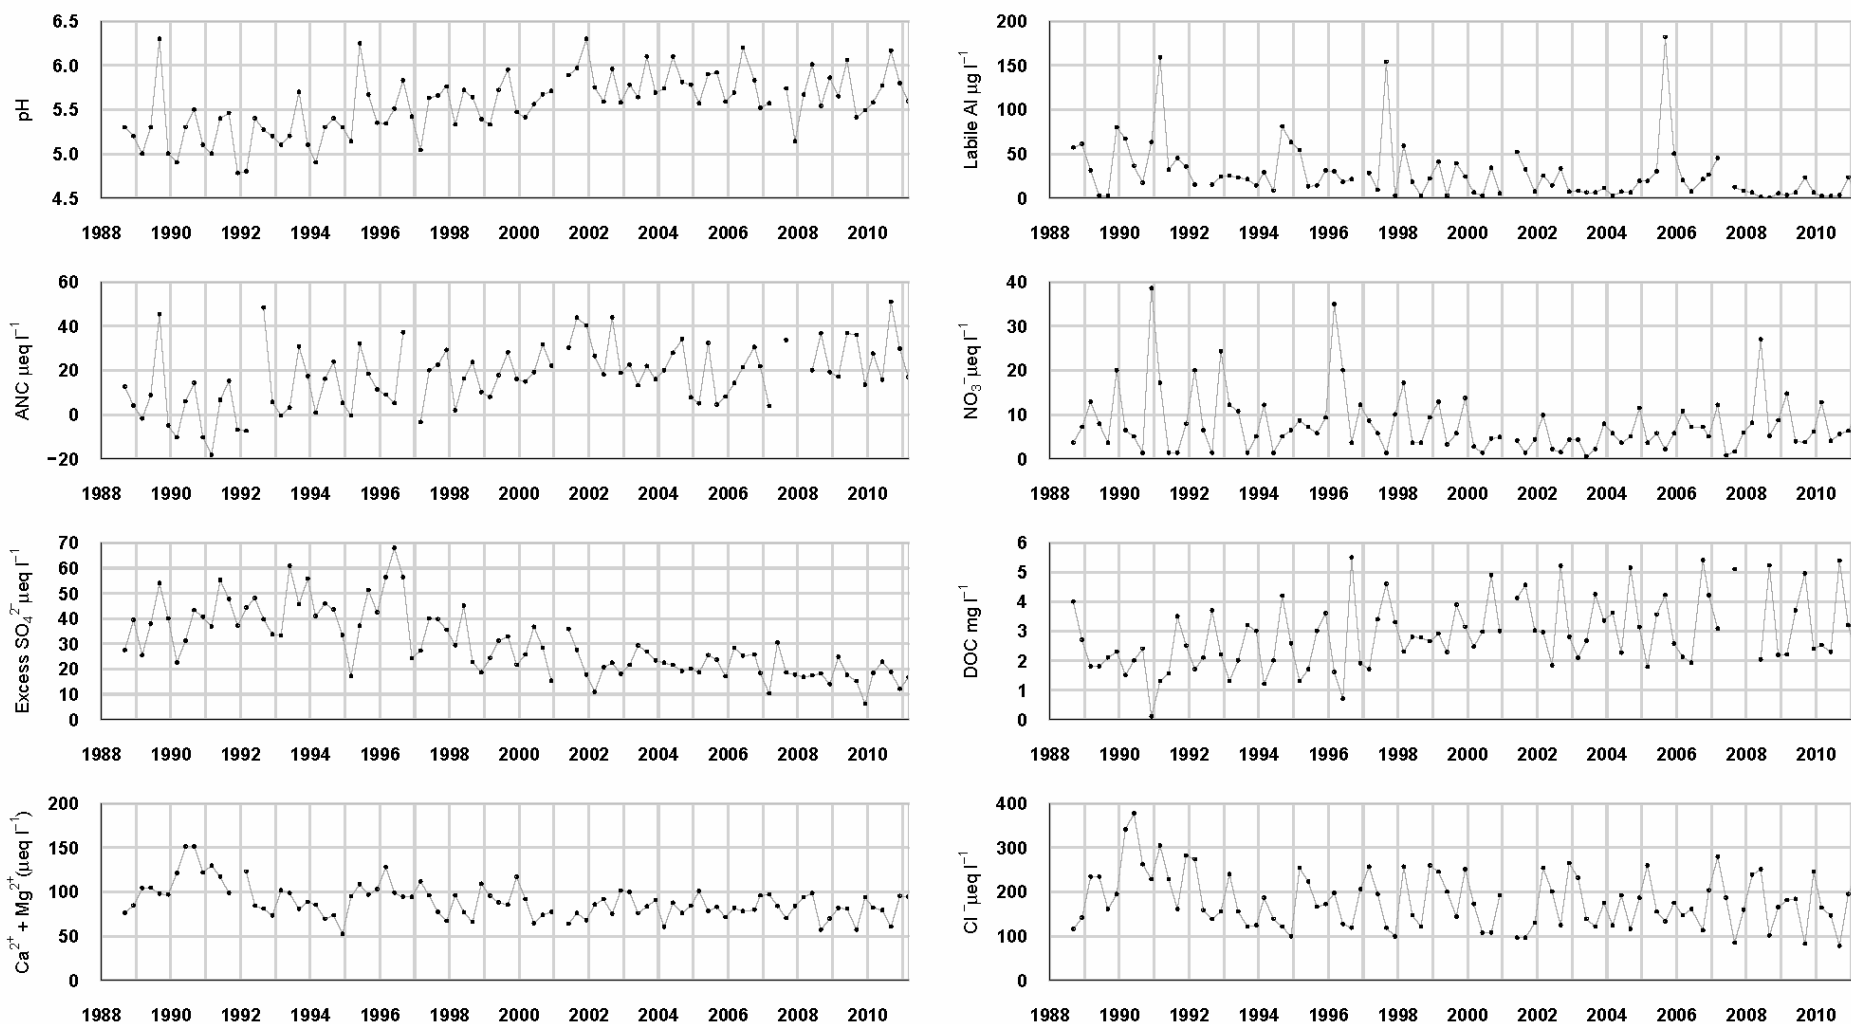 6.5
6.0
5.5
5.0
4.5
pH
1988 1990 1992 1994 1996 1998 2000 2002 2004 2006 2008 2010
200
150
100
50
0
Labile Al µg l⁻¹
1988 1990 1992 1994 1996 1998 2000 2002 2004 2006 2008 2010
60
40
20
0
−20
ANC µeq l⁻¹
1988 1990 1992 1994 1996 1998 2000 2002 2004 2006 2008 2010
40
30
20
10
0
NO₃⁻ µeq l⁻¹
1988 1990 1992 1994 1996 1998 2000 2002 2004 2006 2008 2010
70
60
50
40
30
20
10
0
Excess SO₄²⁻ µeq l⁻¹
1988 1990 1992 1994 1996 1998 2000 2002 2004 2006 2008 2010
6
5
4
3
2
1
0
DOC mg l⁻¹
1988 1990 1992 1994 1996 1998 2000 2002 2004 2006 2008 2010
200
150
100
50
0
Ca²⁺ + Mg²⁺ (µeq l⁻¹)
1988 1990 1992 1994 1996 1998 2000 2002 2004 2006 2008 2010
400
300
200
100
0
Cl⁻ µeq l⁻¹
1988 1990 1992 1994 1996 1998 2000 2002 2004 2006 2008 2010